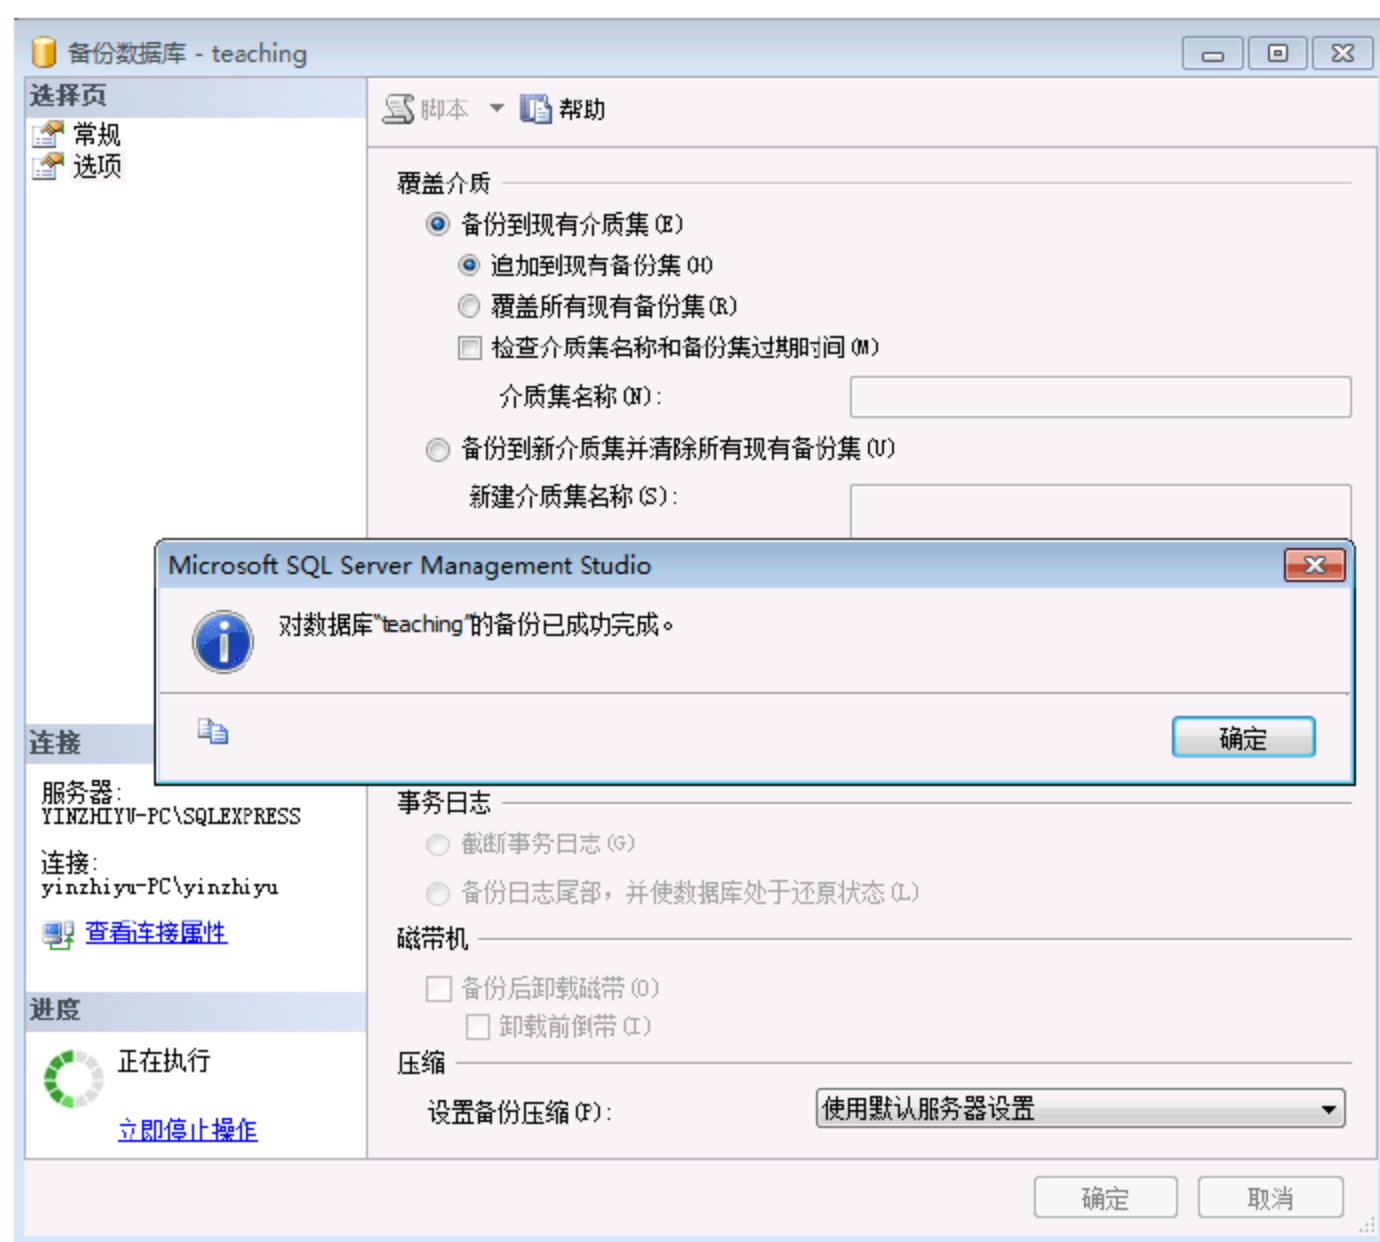 备份数据库 - teaching
选择页
常规
选项
脚本 帮助
覆盖介质
备份到现有介质集(E)
追加到现有备份集(H)
覆盖所有现有备份集(R)
检查介质集名称和备份集过期时间(M)
介质集名称(N):
备份到新介质集并清除所有现有备份集(U)
新建介质集名称(S):
Microsoft SQL Server Management Studio
对数据库"teaching"的备份已成功完成。
确定
连接
服务器:
YINZHIYU-PC\SQLEXPRESS
连接:
yinzhiyu-PC\yinzhiyu
查看连接属性
进度
正在执行
立即停止操作
事务日志
截断事务日志(G)
备份日志尾部，并使数据库处于还原状态(L)
磁带机
备份后卸载磁带(O)
卸载前倒带(I)
压缩
设置备份压缩(P): 使用默认服务器设置
确定 取消